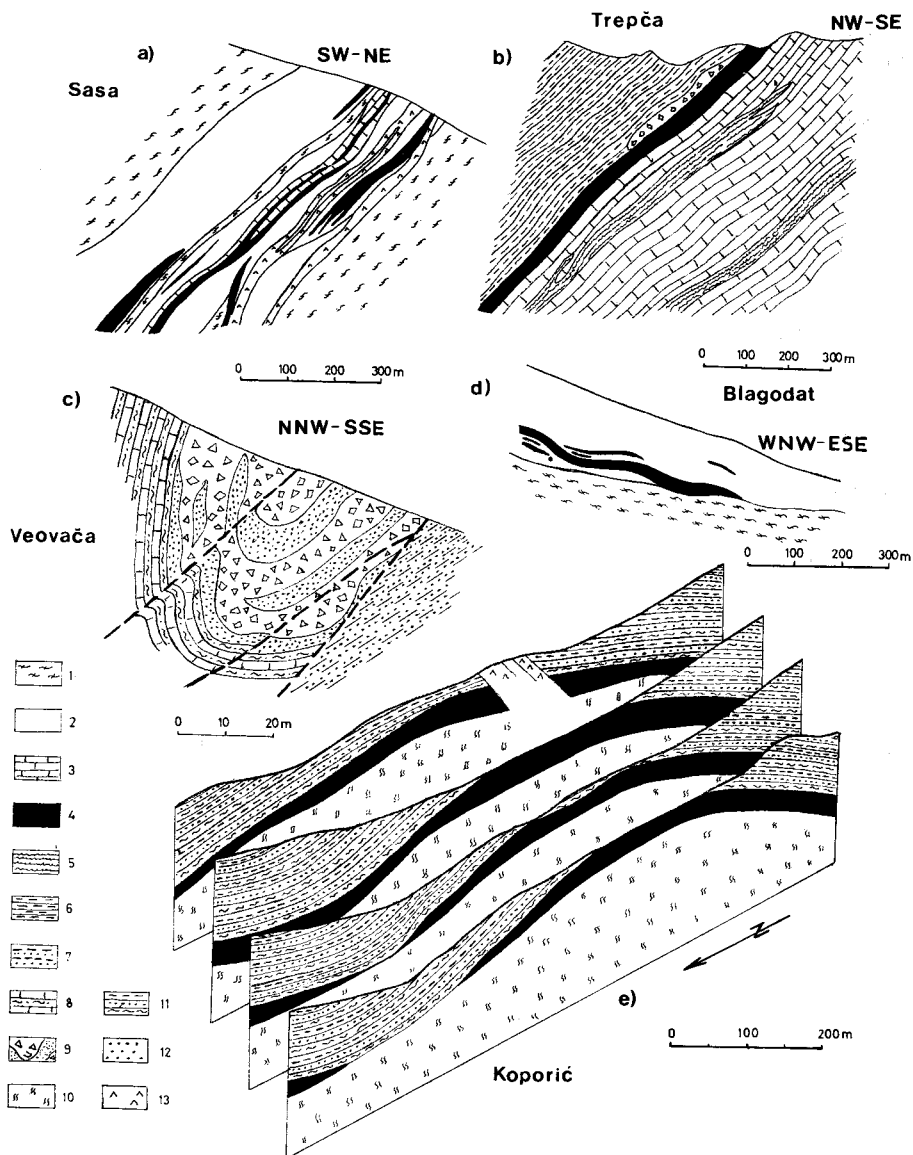 a) SW-NE
Sasa
0 100 200 300 m
Trepča NW-SE
b)
0 100 200 300 m
c) NNW-SSE
Veovača
0 10 20 m
d) Blagodat
WNW-ESE
0 100 200 300 m
1
2
3
4
5
6
7
8
9
10
11
12
13
N
e)
0 100 200 m
Koporić